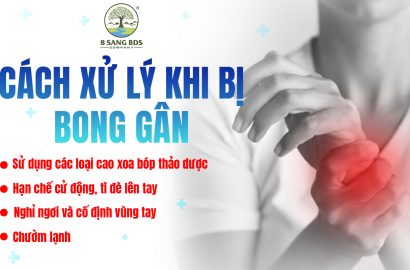 8 SANG BDS
COMPANY
CÁCH XỬ LÝ KHI BỊ
BONG GÂN
Sử dụng các loại cao xoa bóp thảo dược
Hạn chế cử động, tì đè lên tay
Nghỉ ngơi và cố định vùng tay
Chườm lạnh